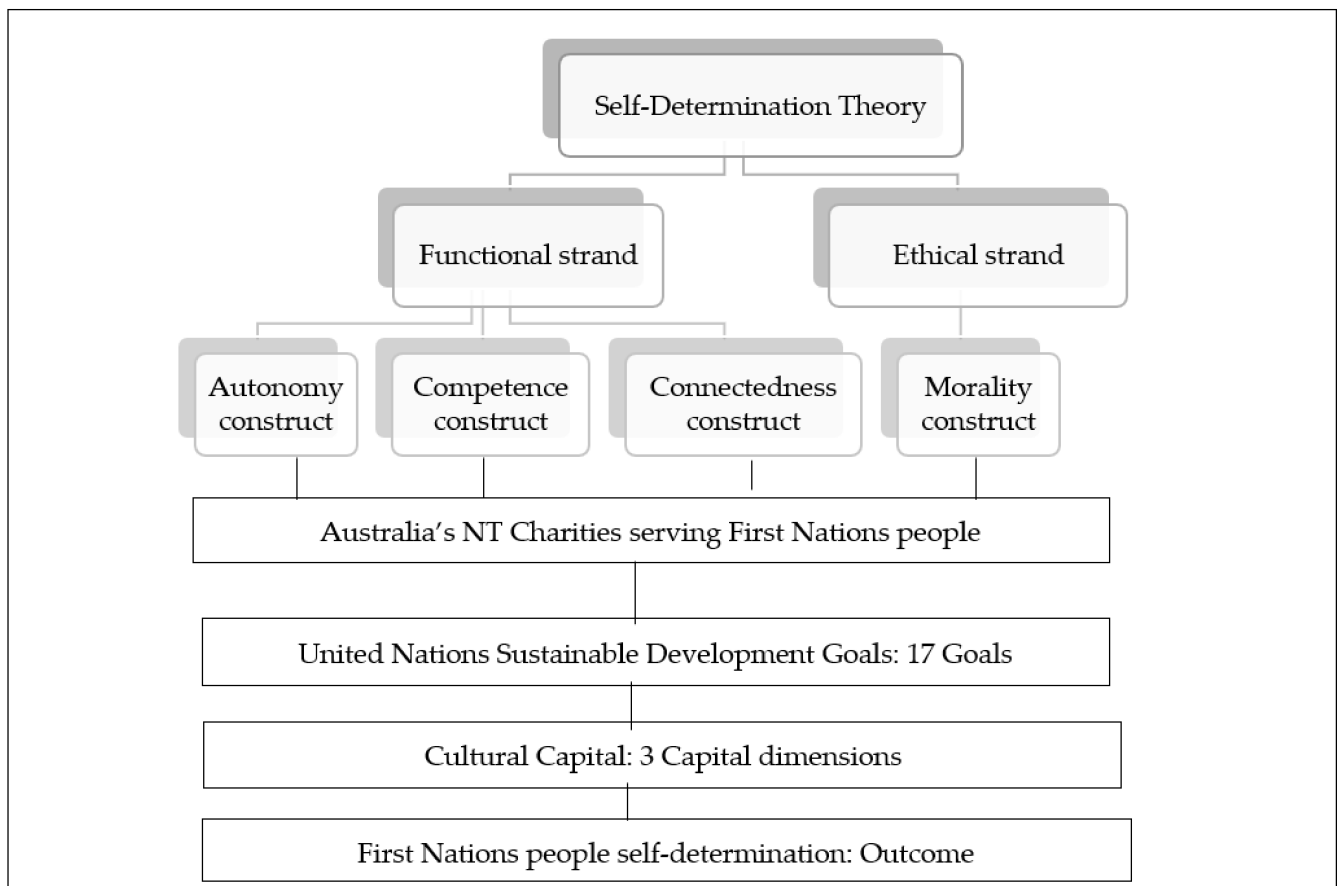 Self-Determination Theory
Functional strand
Ethical strand
Autonomy
construct
Competence
construct
Connectedness
construct
Morality
construct
Australia’s NT Charities serving First Nations people
United Nations Sustainable Development Goals: 17 Goals
Cultural Capital: 3 Capital dimensions
First Nations people self-determination: Outcome